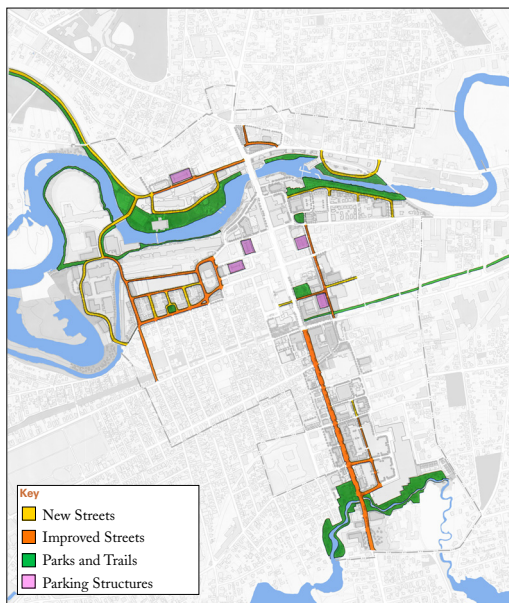 Key
New Streets
Improved Streets
Parks and Trails
Parking Structures